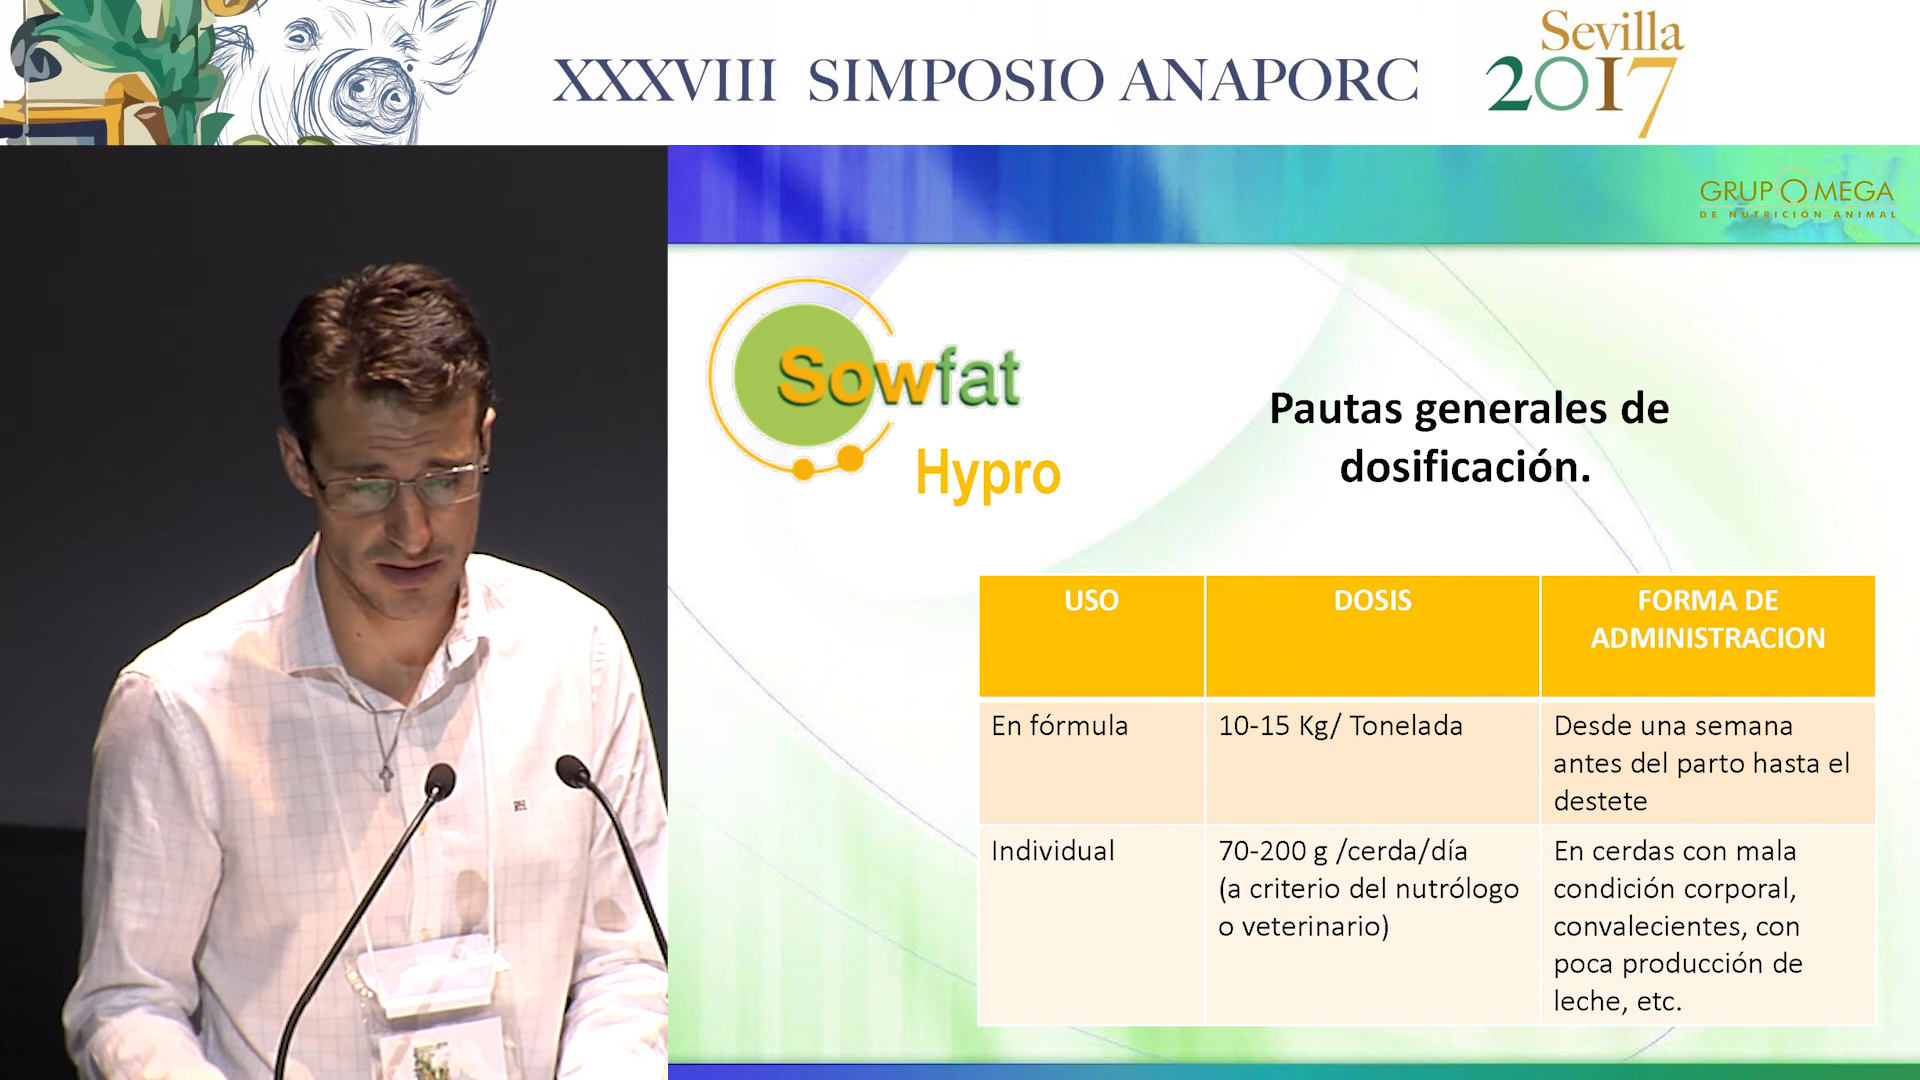 XXXVIII SIMPOSIO ANAPORC
Sevilla
2017
GRUPOMEGA
DE NUTRICIÓN ANIMAL
Sowfat
Hypro
Pautas generales de
dosificación.
USO
DOSIS
FORMA DE
ADMINISTRACION
En fórmula
10-15 Kg/ Tonelada
Desde una semana
antes del parto hasta el
destete
Individual
70-200 g /cerda/día
(a criterio del nutrólogo
o veterinario)
En cerdas con mala
condición corporal,
convalecientes, con
poca producción de
leche, etc.